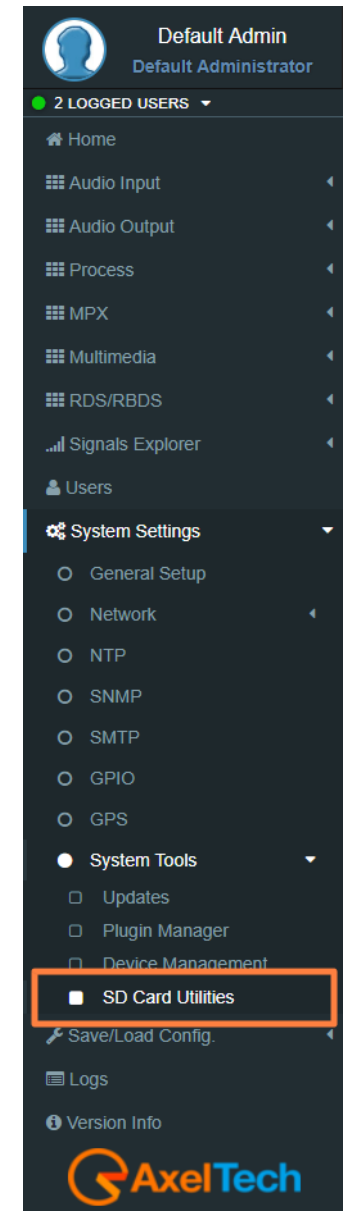 Default Admin
Default Administrator
2 LOGGED USERS
Home
Audio Input
Audio Output
Process
MPX
Multimedia
RDS/RBDS
Signals Explorer
Users
System Settings
General Setup
Network
NTP
SNMP
SMTP
GPIO
GPS
System Tools
Updates
Plugin Manager
Device Management
SD Card Utilities
Save/Load Config.
Logs
Version Info
AxelTech